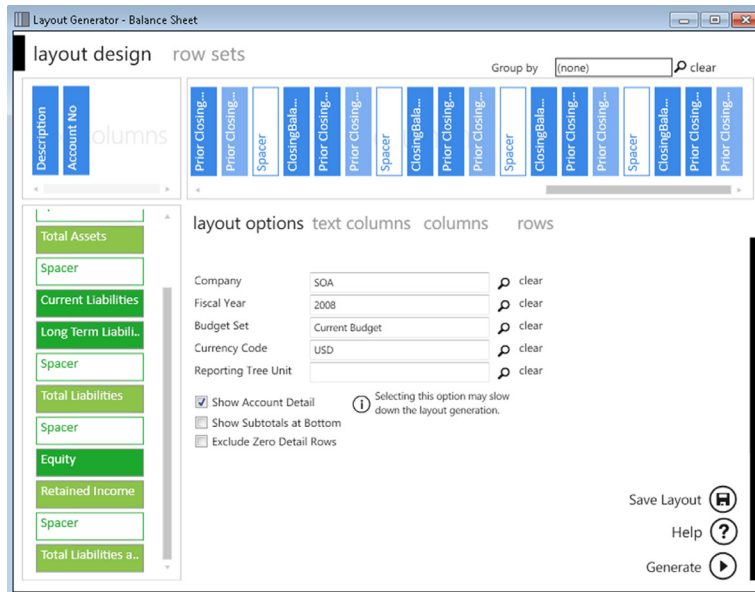 Layout Generator - Balance Sheet
layout design row sets
Group by (none) clear
Description
Account No
columns
Prior Closing...
Prior Closing...
Spacer
ClosingBala...
Prior Closing...
Prior Closing...
Spacer
ClosingBala...
Prior Closing...
Prior Closing...
Spacer
ClosingBala...
Prior Closing...
Prior Closing...
Spacer
ClosingBala...
Prior Closing...
Prior Closing...
Total Assets
Spacer
Current Liabilities
Long Term Liabili..
Spacer
Total Liabilities
Spacer
Equity
Retained Income
Spacer
Total Liabilities a..
layout options text columns columns rows
Company SOA clear
Fiscal Year 2008 clear
Budget Set Current Budget clear
Currency Code USD clear
Reporting Tree Unit clear
Show Account Detail
Selecting this option may slow
down the layout generation.
Show Subtotals at Bottom
Exclude Zero Detail Rows
Save Layout
Help ?
Generate